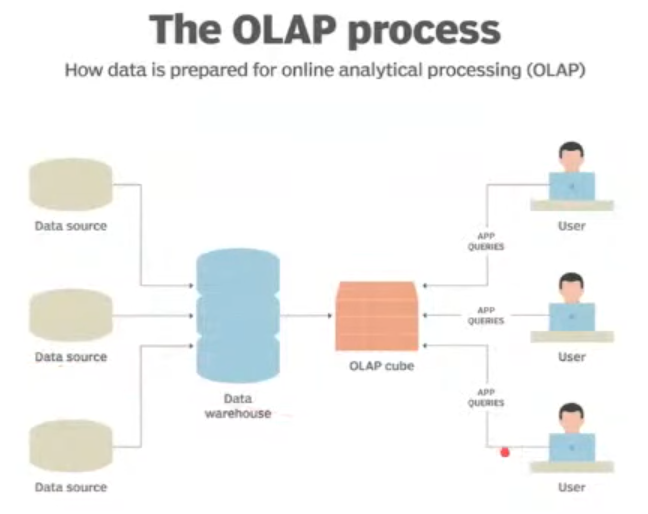 The OLAP process
How data is prepared for online analytical processing (OLAP)
Data source
User
APP
QUERIES
Data source
Data
warehouse
OLAP cube
APP
QUERIES
User
APP
QUERIES
Data source
User